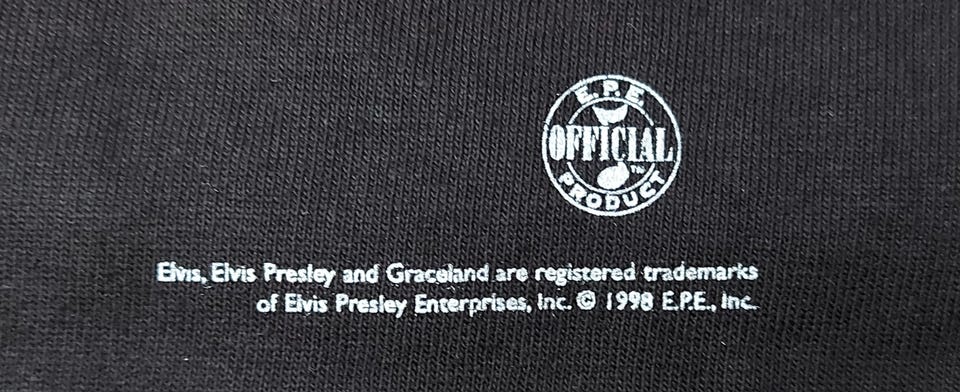 E.P.E.
OFFICIAL
TM
PRODUCT
Elvis, Elvis Presley and Graceland are registered trademarks
of Elvis Presley Enterprises, Inc. © 1998 E.P.E., Inc.